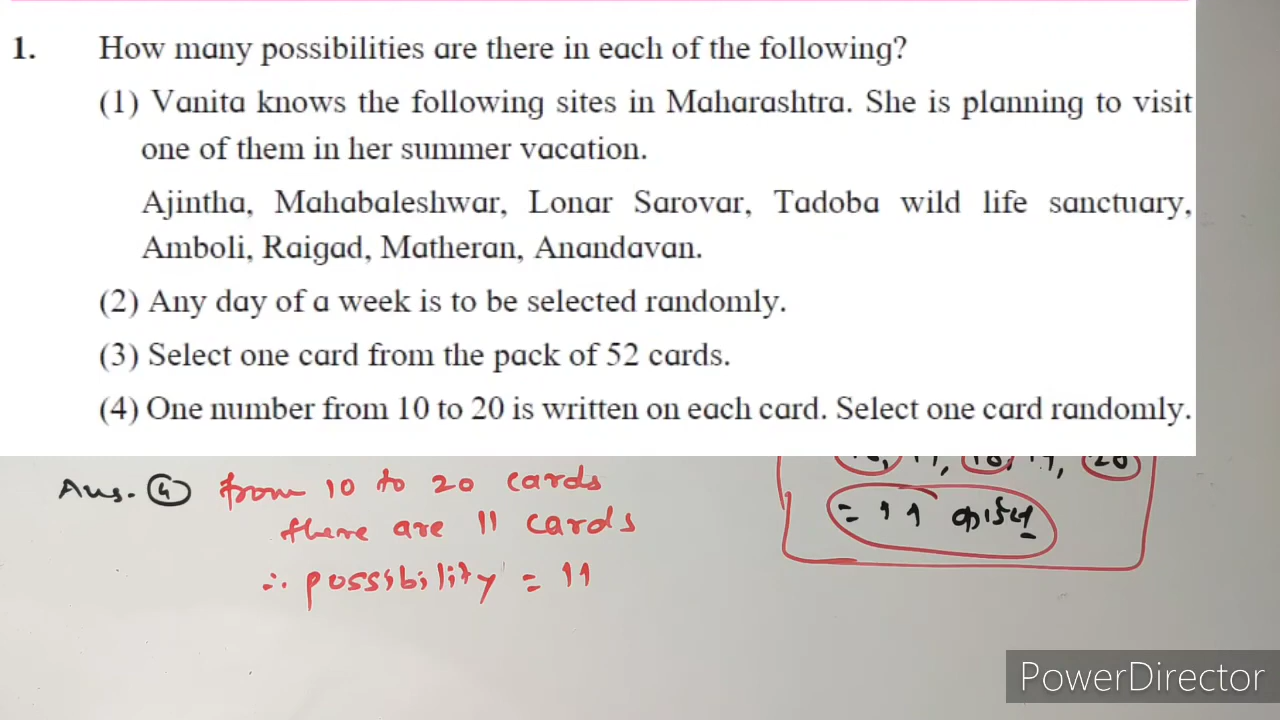 1. How many possibilities are there in each of the following?
(1) Vanita knows the following sites in Maharashtra. She is planning to visit
one of them in her summer vacation.
Ajintha, Mahabaleshwar, Lonar Sarovar, Tadoba wild life sanctuary,
Amboli, Raigad, Matheran, Anandavan.
(2) Any day of a week is to be selected randomly.
(3) Select one card from the pack of 52 cards.
(4) One number from 10 to 20 is written on each card. Select one card randomly.
Ans. ④ from 10 to 20 cards
there are 11 cards
∴ possibility = 11
= ११ कार्ड्स
PowerDirector